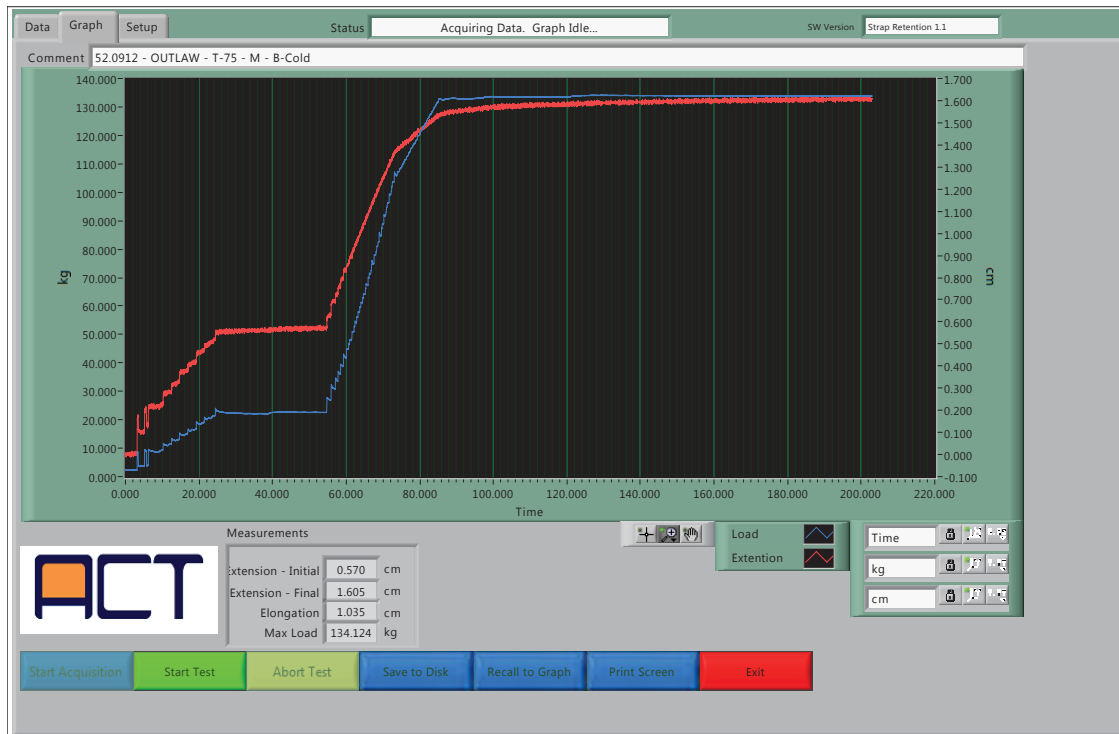 Data Graph Setup Status Acquiring Data. Graph Idle... SW Version Strap Retention 1.1
Comment 52.0912 - OUTLAW - T-75 - M - B-Cold
140.000 1.700
130.000 1.600
120.000 1.500
110.000 1.400
100.000 1.300
90.000 1.200
80.000 1.100
70.000 1.000
60.000 0.900
50.000 0.800
40.000 0.700
30.000 0.600
20.000 0.500
10.000 0.400
0.000 0.300
0.200
0.100
0.000
-0.100
kg
cm
0.000 20.000 40.000 60.000 80.000 100.000 120.000 140.000 160.000 180.000 200.000 220.000
Time
Measurements
Extension - Initial 0.570 cm
Extension - Final 1.605 cm
Elongation 1.035 cm
Max Load 134.124 kg
Load
Extention
Time
kg
cm
ACT
Start Acquisition Start Test Abort Test Save to Disk Recall to Graph Print Screen Exit